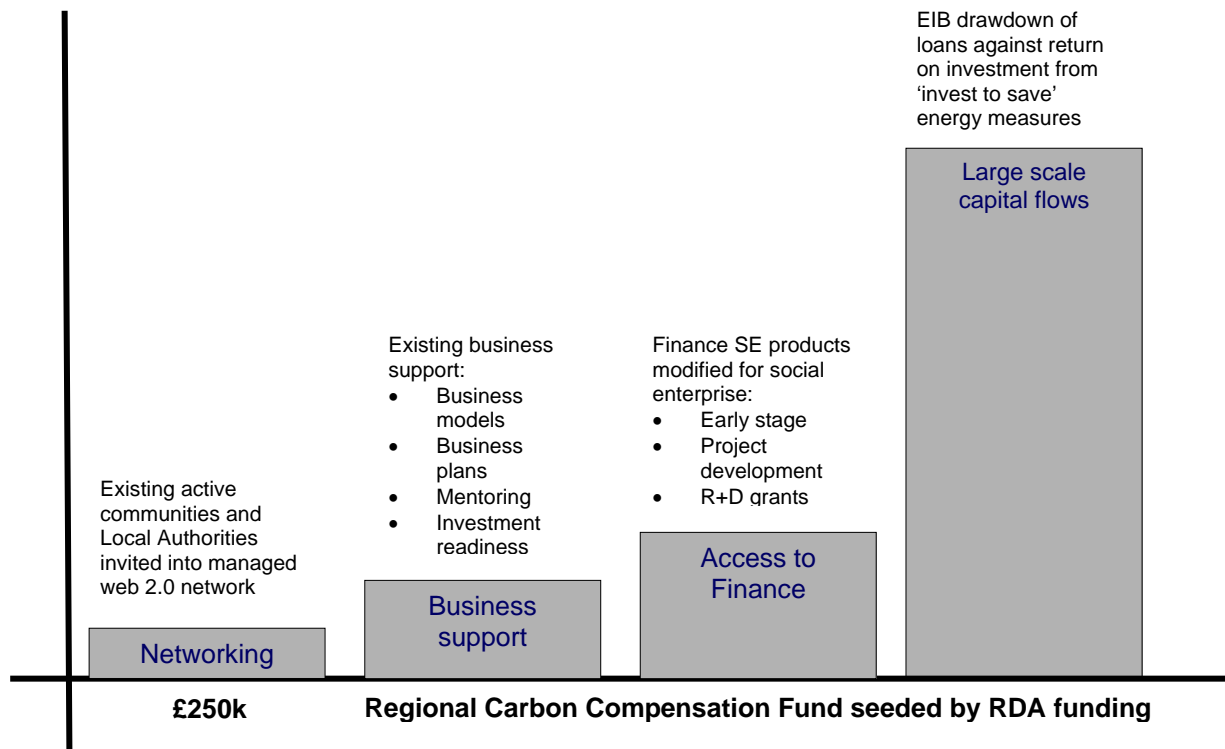 EIB drawdown of
loans against return
on investment from
‘invest to save’
energy measures
Large scale
capital flows
Existing business
support:
• Business
models
• Business
plans
• Mentoring
• Investment
readiness
Finance SE products
modified for social
enterprise:
• Early stage
• Project
development
• R+D grants
Existing active
communities and
Local Authorities
invited into managed
web 2.0 network
Access to
Finance
Business
support
Networking
£250k
Regional Carbon Compensation Fund seeded by RDA funding